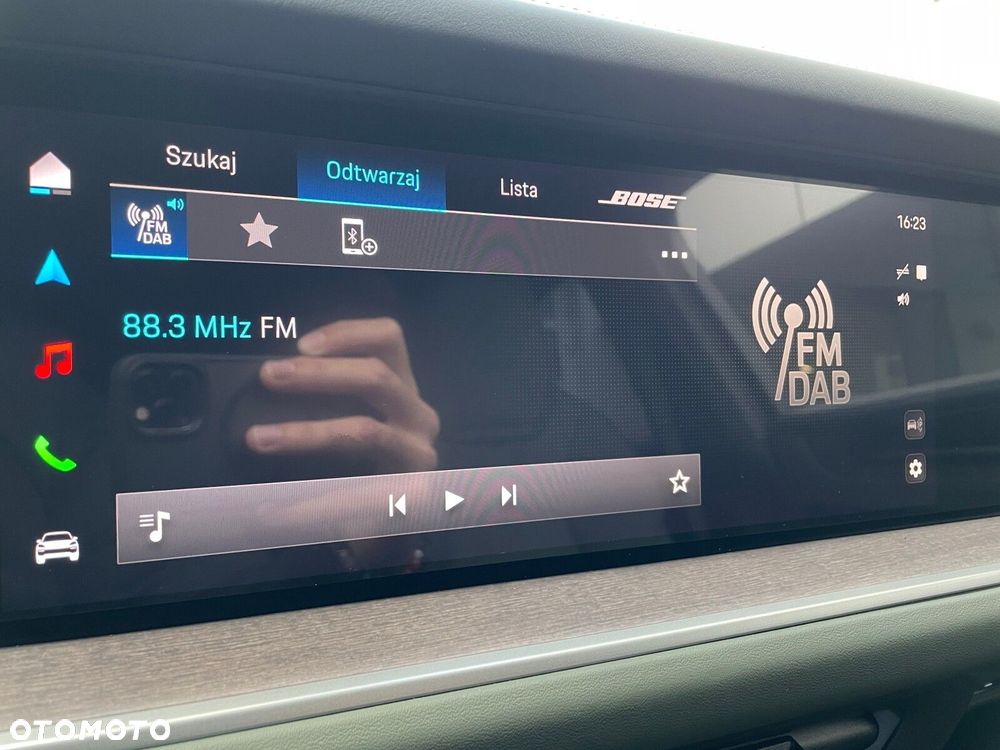 Szukaj
Odtwarzaj
Lista
BOSE
16:23
FM
DAB
88.3 MHz FM
FM
DAB
OTOMOTO